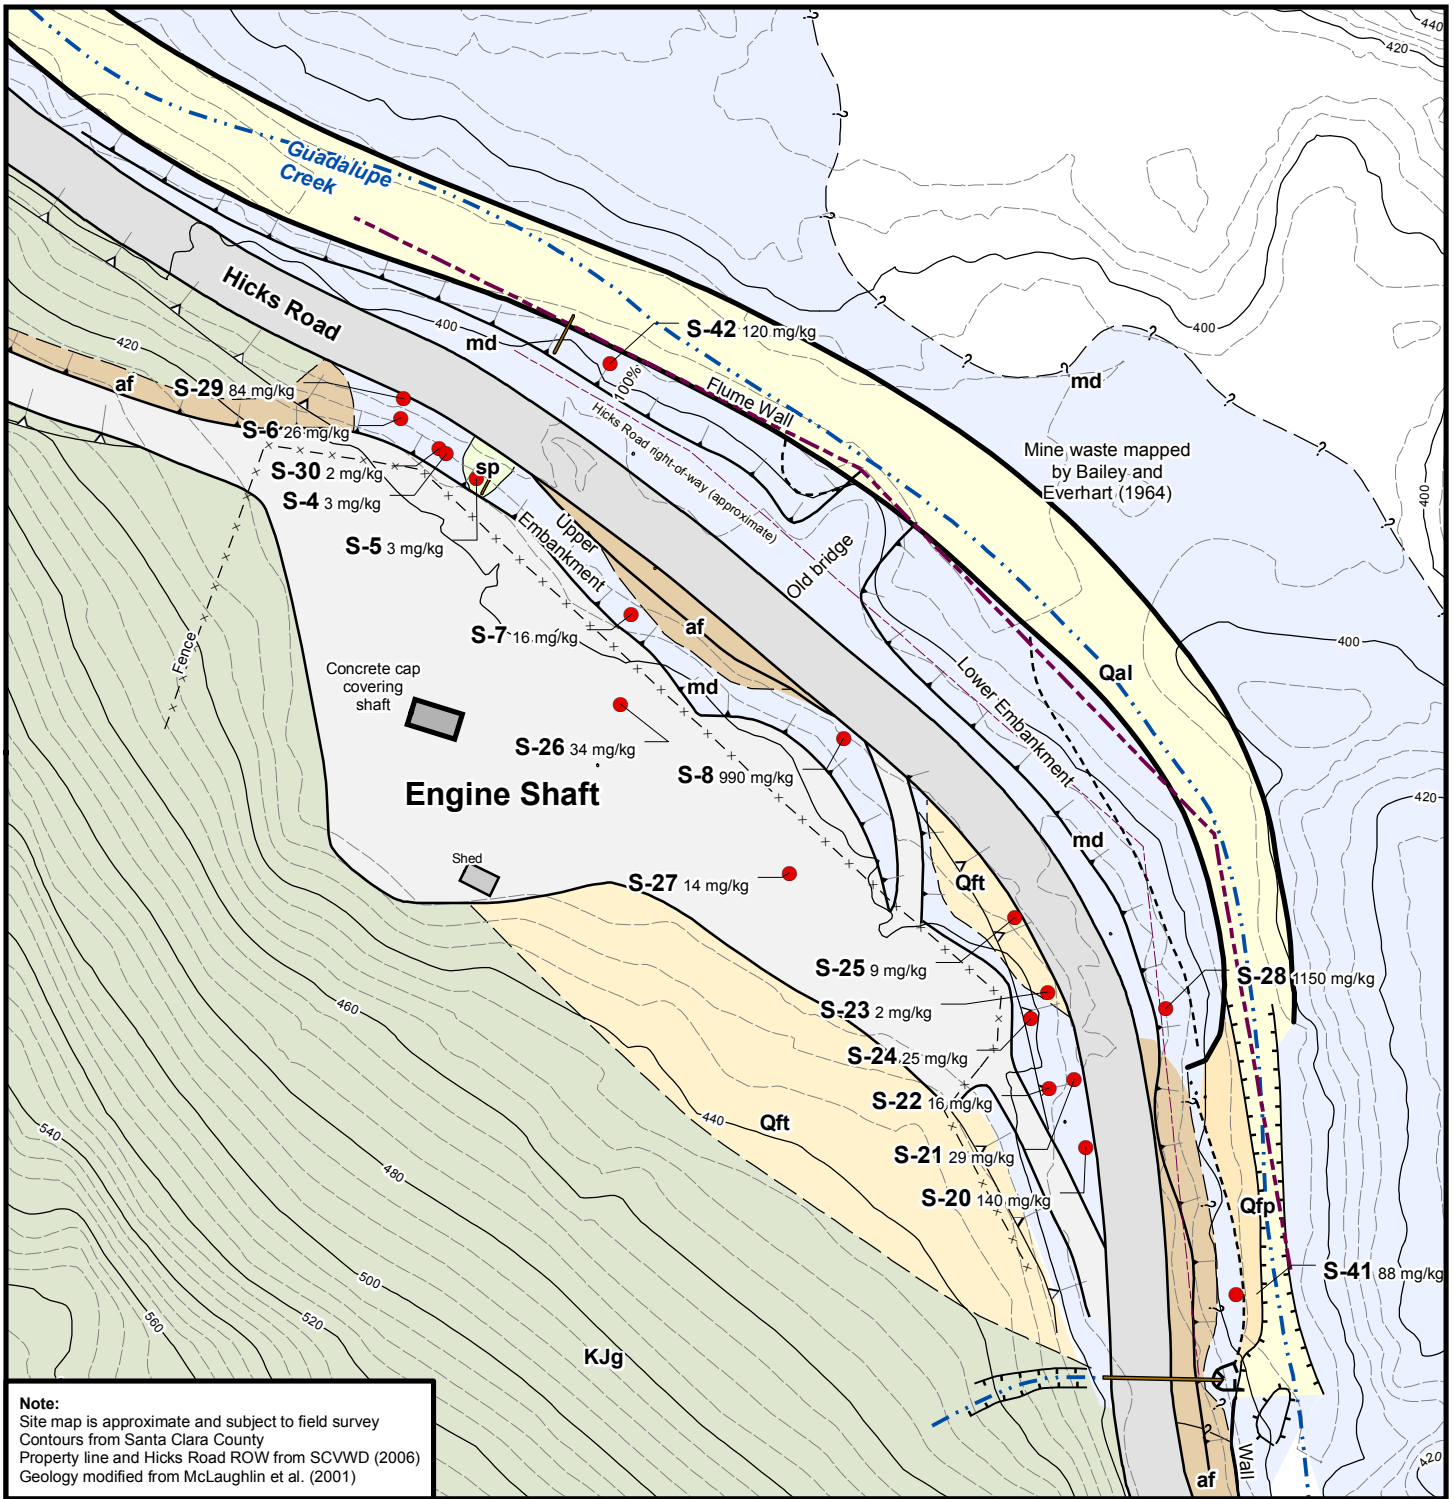 440
420
Guadalupe
Creek
Hicks Road
400
md
S-42 120 mg/kg
400
420
af
S-29 84 mg/kg
100%
Flume Wall
md
S-6 26 mg/kg
Hicks Road right-of-way (approximate)
Mine waste mapped
by Bailey and
Everhart (1964)
S-30 2 mg/kg
sp
S-4 3 mg/kg
400
S-5 3 mg/kg
Upper
Embankment
Old bridge
S-7 16 mg/kg
af
Fence
400
Concrete cap
covering
shaft
md
Lower Embankment
Qal
S-26 34 mg/kg
S-8 990 mg/kg
Engine Shaft
420
md
Shed
S-27 14 mg/kg
Qft
S-25 9 mg/kg
S-28 1150 mg/kg
460
S-23 2 mg/kg
S-24 25 mg/kg
S-22 16 mg/kg
440
Qft
540
S-21 29 mg/kg
480
S-20 140 mg/kg
Qfp
S-41 88 mg/kg
500
520
560
KJg
Note:
Site map is approximate and subject to field survey
Contours from Santa Clara County
Property line and Hicks Road ROW from SCVWD (2006)
Geology modified from McLaughlin et al. (2001)
Wall
420
af